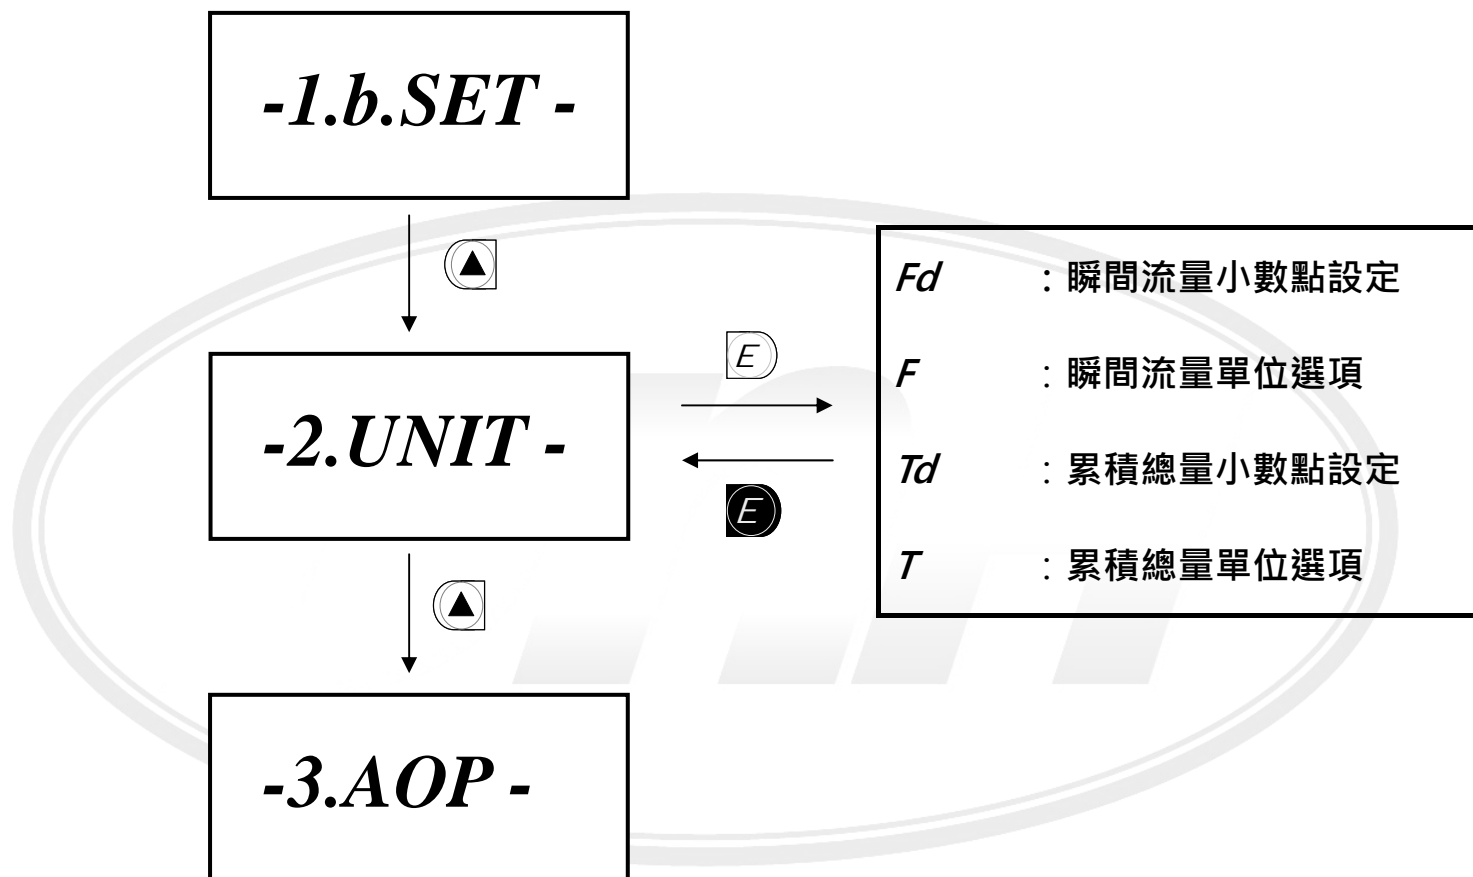 -1.b.SET -
▲
-2.UNIT -
E
E
Fd :瞬間流量小數點設定
F :瞬間流量單位選項
Td :累積總量小數點設定
T :累積總量單位選項
▲
-3.AOP -